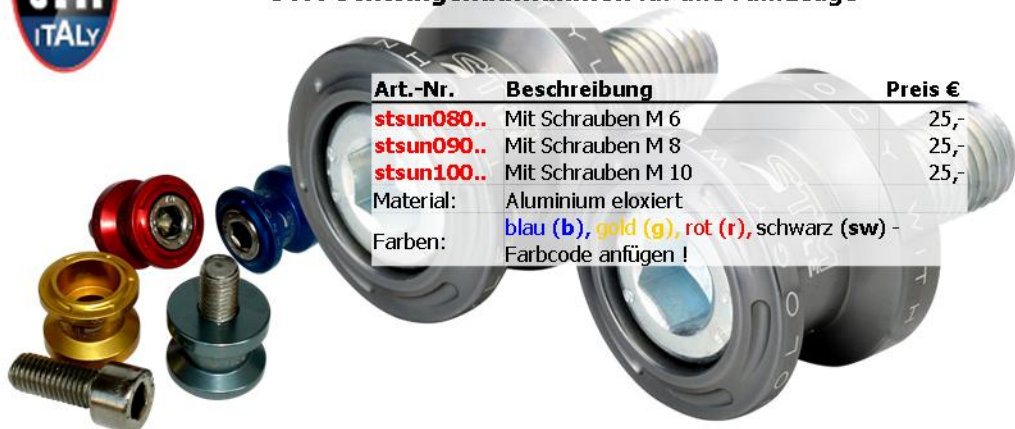 ITALY
Art.-Nr. Beschreibung Preis €
stsun080.. Mit Schrauben M 6 25,-
stsun090.. Mit Schrauben M 8 25,-
stsun100.. Mit Schrauben M 10 25,-
Material: Aluminium eloxiert
Farben: blau (b), gold (g), rot (r), schwarz (sw) -
Farbcode anfügen !